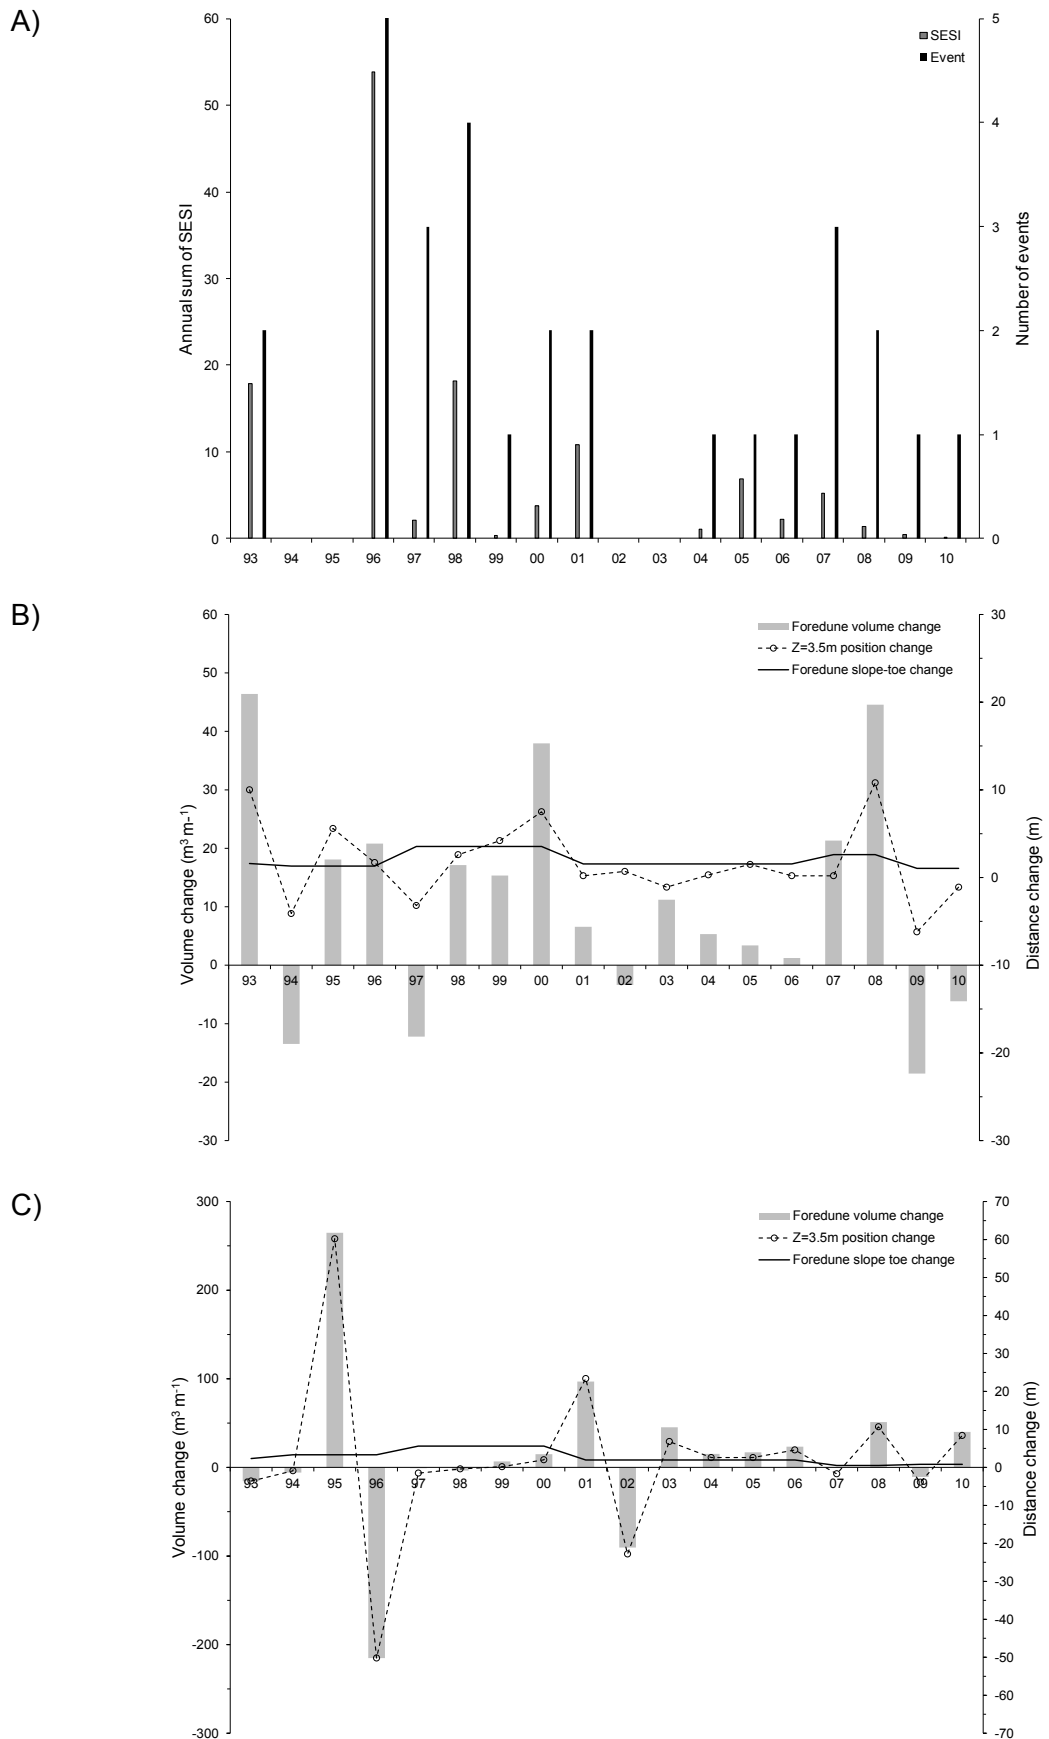 A)
SESI
Event
Annual sum of SESI
60
50
40
30
20
10
0
5
4
3
2
1
0
Number of events
93 94 95 96 97 98 99 00 01 02 03 04 05 06 07 08 09 10
B)
Foredune volume change
Z=3.5m position change
Foredune slope-toe change
Volume change (m³ m-¹)
60
50
40
30
20
10
0
-10
-20
-30
30
20
10
0
-10
-20
-30
Distance change (m)
93 94 95 96 97 98 99 00 01 02 03 04 05 06 07 08 09 10
C)
Foredune volume change
Z=3.5m position change
Foredune slope toe change
Volume change (m³ m-¹)
300
200
100
0
-100
-200
-300
70
60
50
40
30
20
10
0
-10
-20
-30
-40
-50
-60
-70
Distance change (m)
93 94 95 96 97 98 99 00 01 02 03 04 05 06 07 08 09 10